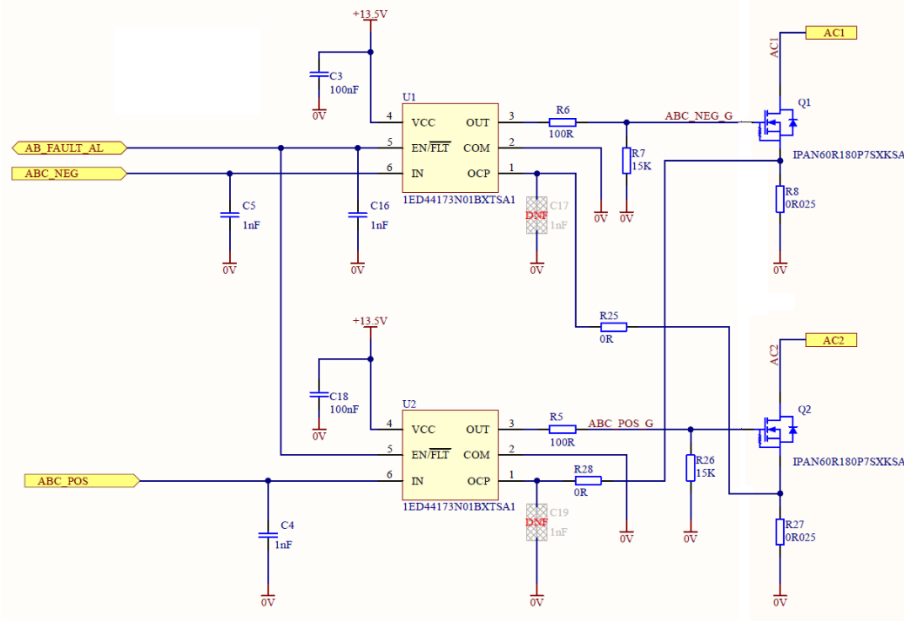 +13.5V
AC1
AC1
C3
100nF
0V
U1
Q1
4 VCC OUT 3
R6
100R
ABC_NEG_G
AB_FAULT_AL
5 EN/FLT COM 2
R7
15K
IPAN60R180P7SXKSA
ABC_NEG
6 IN OCP 1
1ED44173N01BXTSA1
R8
0R025
C5
1nF
C16
1nF
C17
DNF
1nF
0V
0V
0V
0V
0V
0V
0V
+13.5V
R25
0R
AC2
AC2
C18
100nF
0V
U2
Q2
4 VCC OUT 3
R5
100R
ABC_POS_G
5 EN/FLT COM 2
R26
15K
IPAN60R180P7SXKSA
ABC_POS
6 IN OCP 1
R28
0R
1ED44173N01BXTSA1
C4
1nF
C19
DNF
1nF
R27
0R025
0V
0V
0V
0V
0V